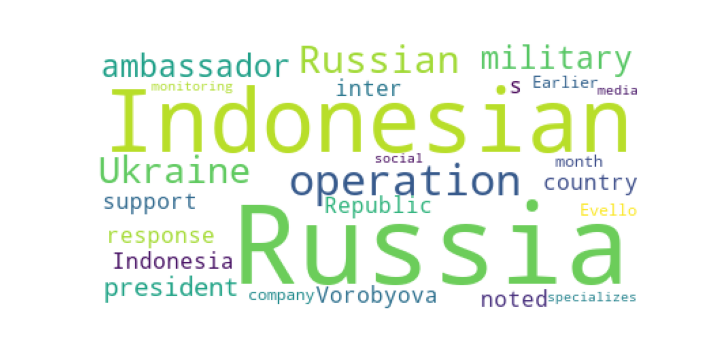 ambassador Russian military
monitoring inter s Earlier media
Indonesian
social month
Ukraine operation country
support Republic Evello
response Russia
Indonesia
president company Vorobyova noted specializes